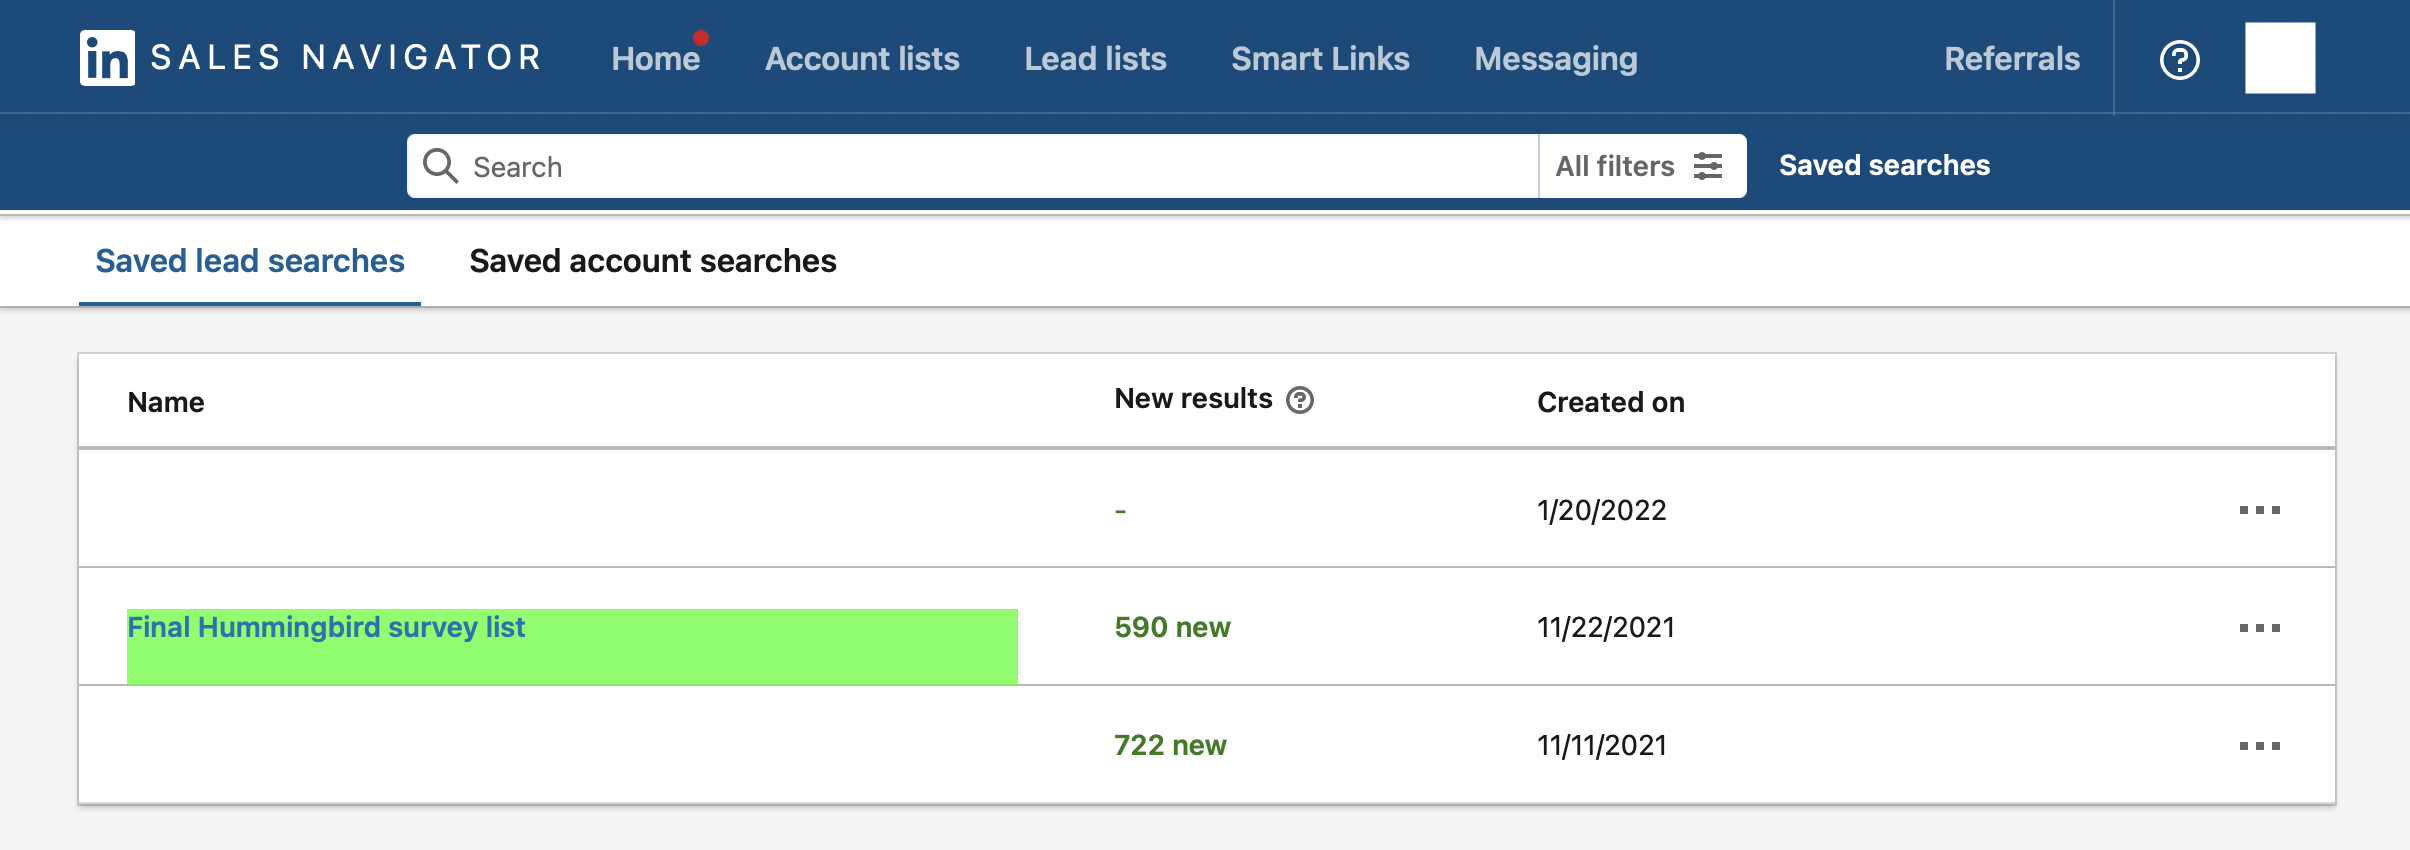 in SALES NAVIGATOR Home Account lists Lead lists Smart Links Messaging Referrals ?
Search All filters Saved searches
Saved lead searches Saved account searches
Name New results ? Created on
- 1/20/2022 ...
Final Hummingbird survey list 590 new 11/22/2021 ...
722 new 11/11/2021 ...